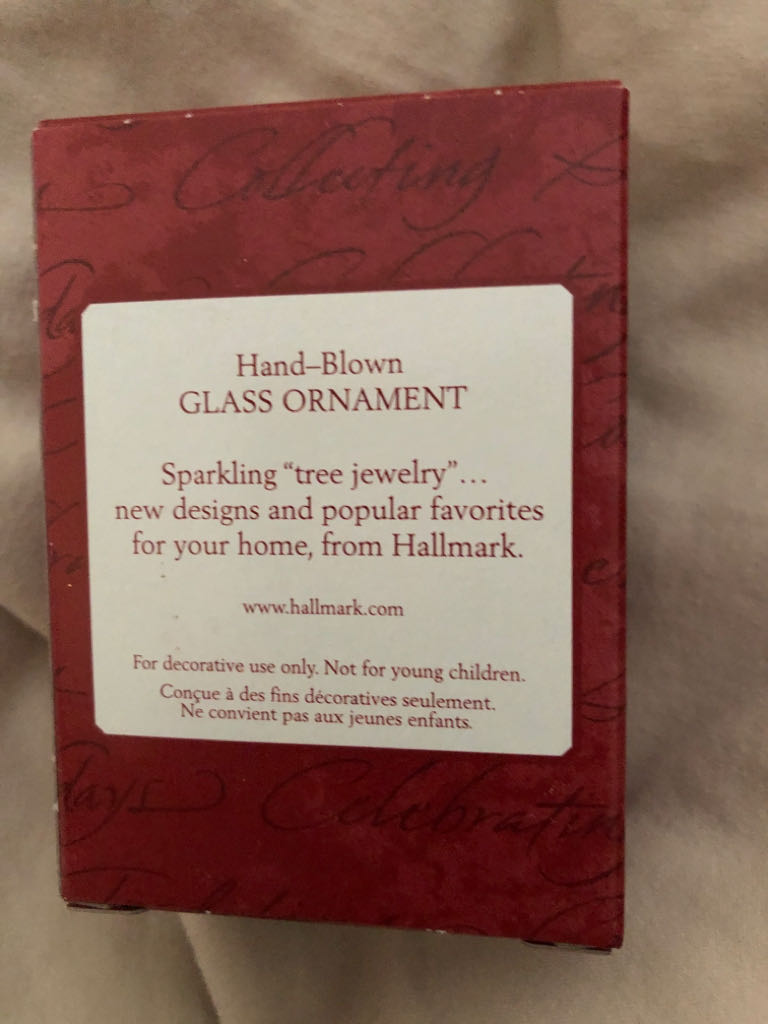 Collecting
Hand–Blown
GLASS ORNAMENT
Sparkling “tree jewelry”...
new designs and popular favorites
for your home, from Hallmark.
www.hallmark.com
For decorative use only. Not for young children.
Conçue à des fins décoratives seulement.
Ne convient pas aux jeunes enfants.
days Celebratin